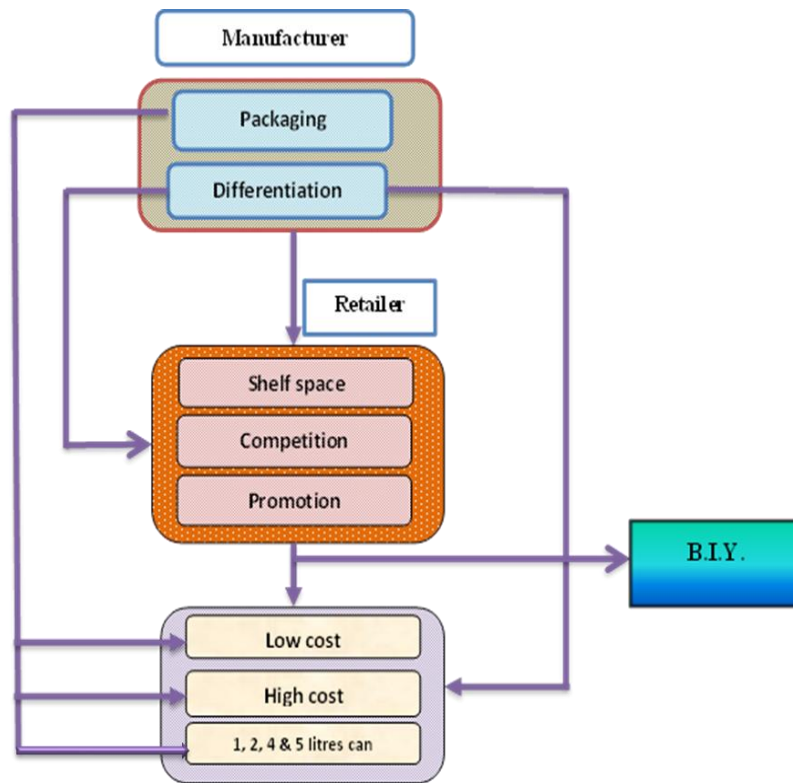 Manufacturer
Packaging
Differentiation
Retailer
Shelf space
Competition
Promotion
B.I.Y.
Low cost
High cost
1, 2, 4 & 5 litres can